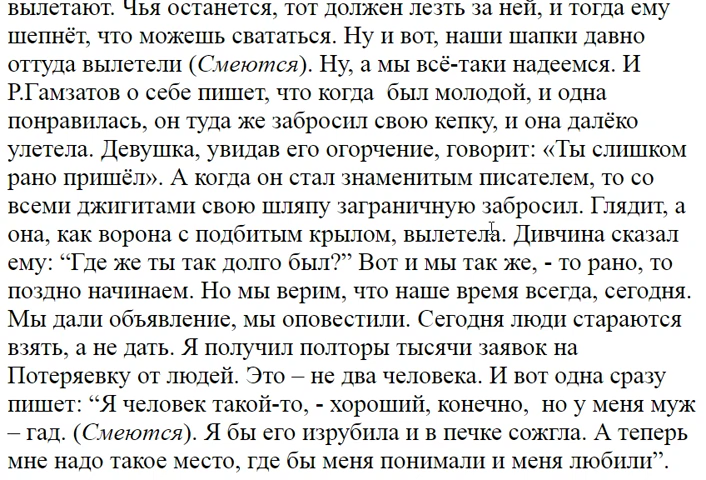 вылетают. Чья останется, тот должен лезть за ней, и тогда ему
шепнёт, что можешь свататься. Ну и вот, наши шапки давно
оттуда вылетели (Смеются). Ну, а мы всё-таки надеемся. И
Р.Гамзатов о себе пишет, что когда  был молодой, и одна
понравилась, он туда же забросил свою кепку, и она далёко
улетела. Девушка, увидав его огорчение, говорит: «Ты слишком
рано пришёл». А когда он стал знаменитым писателем, то со
всеми джигитами свою шляпу заграничную забросил. Глядит, а
она, как ворона с подбитым крылом, вылетела. Дивчина сказал
ему: “Где же ты так долго был?” Вот и мы так же, - то рано, то
поздно начинаем. Но мы верим, что наше время всегда, сегодня.
Мы дали объявление, мы оповестили. Сегодня люди стараются
взять, а не дать. Я получил полторы тысячи заявок на
Потеряевку от людей. Это – не два человека. И вот одна сразу
пишет: “Я человек такой-то, - хороший, конечно,  но у меня муж
– гад. (Смеются). Я бы его изрубила и в печке сожгла. А теперь
мне надо такое место, где бы меня понимали и меня любили”.